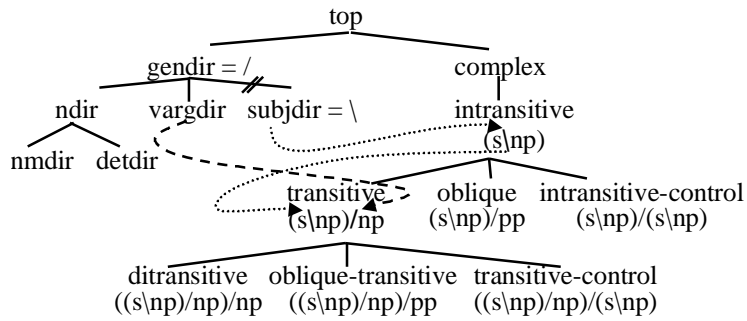 top
gendir = / complex
ndir vargdir subjdir = \ intransitive
(s\np)
nmdir detdir
transitive oblique intransitive-control
(s\np)/np (s\np)/pp (s\np)/(s\np)
ditransitive oblique-transitive transitive-control
((s\np)/np)/np ((s\np)/np)/pp ((s\np)/np)/(s\np)